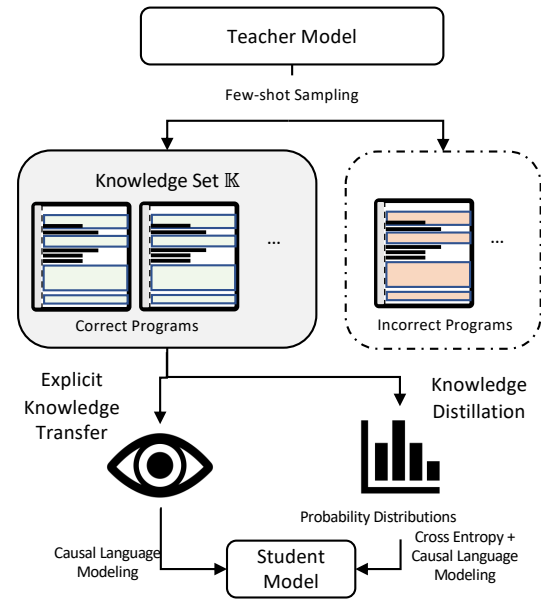 Teacher Model
Few-shot Sampling
Knowledge Set 𝕂
...
...
Correct Programs
Incorrect Programs
Explicit
Knowledge
Transfer
Knowledge
Distillation
Probability Distributions
Causal Language
Modeling
Student
Model
Cross Entropy +
Causal Language
Modeling